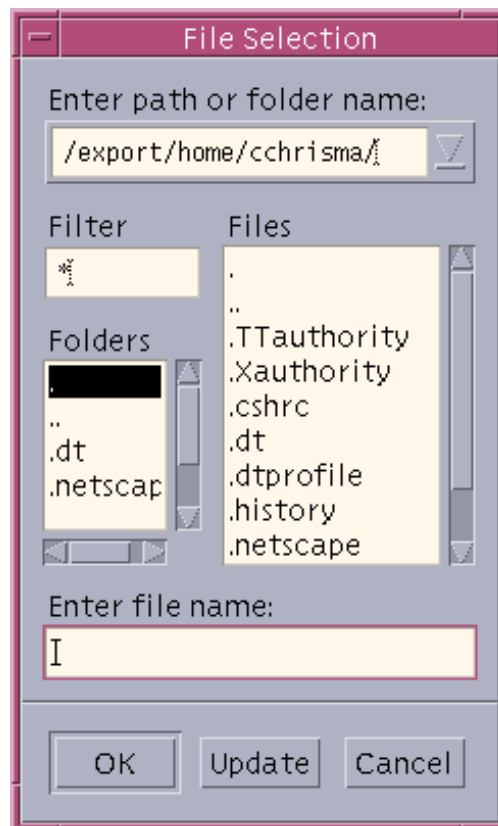 File Selection
Enter path or folder name:
/export/home/cchrisma/
Filter
*
Folders
.
..
.dt
.netscap
Files
.
..
.TTauthority
.Xauthority
.cshrc
.dt
.dtprofile
.history
.netscape
Enter file name:
OK Update Cancel